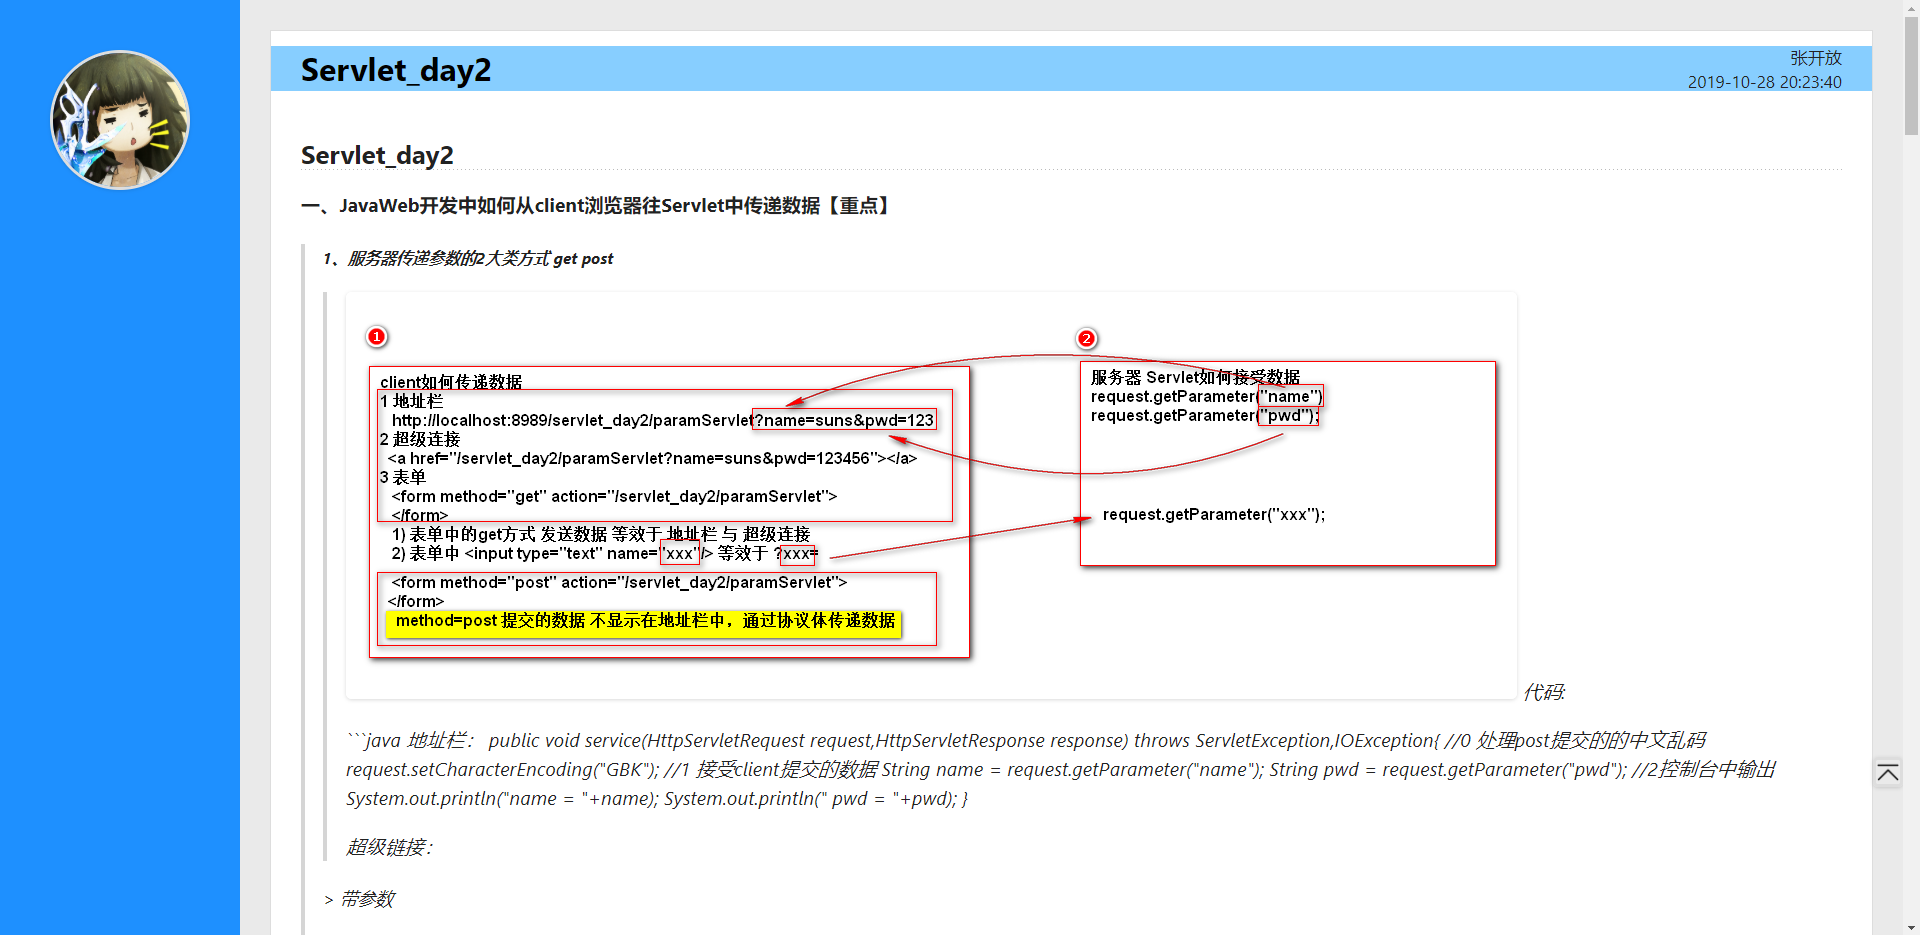 Servlet_day2
张开放
2019-10-28 20:23:40
Servlet_day2
一、JavaWeb开发中如何从client浏览器往Servlet中传递数据【重点】
1、服务器传递参数的2大类方式 get post
1
client如何传递数据
1 地址栏
http://localhost:8989/servlet_day2/paramServlet?name=suns&pwd=123
2 超级连接
<a href="/servlet_day2/paramServlet?name=suns&pwd=123456"></a>
3 表单
<form method="get" action="/servlet_day2/paramServlet">
</form>
1) 表单中的get方式 发送数据 等效于 地址栏 与 超级连接
2) 表单中 <input type="text" name="xxx"/> 等效于 ?xxx=
<form method="post" action="/servlet_day2/paramServlet">
</form>
method=post 提交的数据 不显示在地址栏中，通过协议体传递数据
2
服务器 Servlet如何接受数据
request.getParameter("name")
request.getParameter("pwd");
request.getParameter("xxx");
代码:
```java 地址栏： public void service(HttpServletRequest request,HttpServletResponse response) throws ServletException,IOException{ //0 处理post提交的的中文乱码
request.setCharacterEncoding("GBK"); //1 接受client提交的数据 String name = request.getParameter("name"); String pwd = request.getParameter("pwd"); //2控制台中输出
System.out.println("name = "+name); System.out.println(" pwd = "+pwd); }
超级链接：
> 带参数